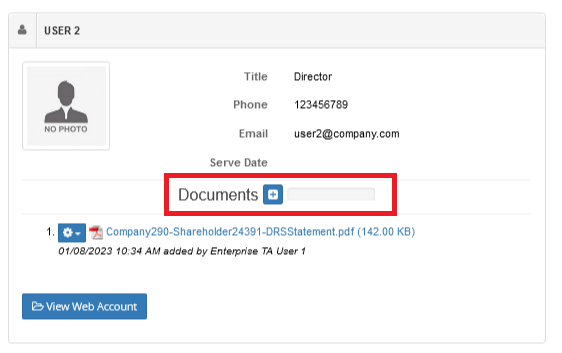 USER 2
NO PHOTO
Title Director
Phone 123456789
Email user2@company.com
Serve Date
Documents
1. Company290-Shareholder24391-DRSStatement.pdf (142.00 KB)
01/08/2023 10:34 AM added by Enterprise TA User 1
View Web Account